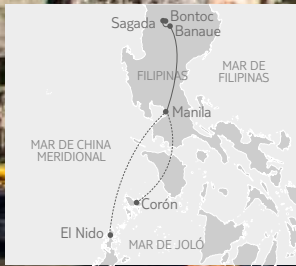 Bontoc
Sagada
Banaue
FILIPINAS
MAR DE
FILIPINAS
Manila
MAR DE CHINA
MERIDIONAL
Corón
El Nido
MAR DE JOLÓ